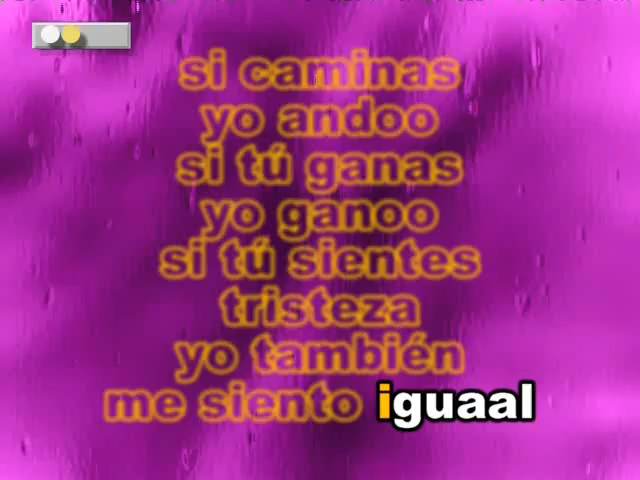 si caminas
yo andoo
si tú ganas
yo ganoo
si tú sientes
tristeza
yo también
me siento iguaal